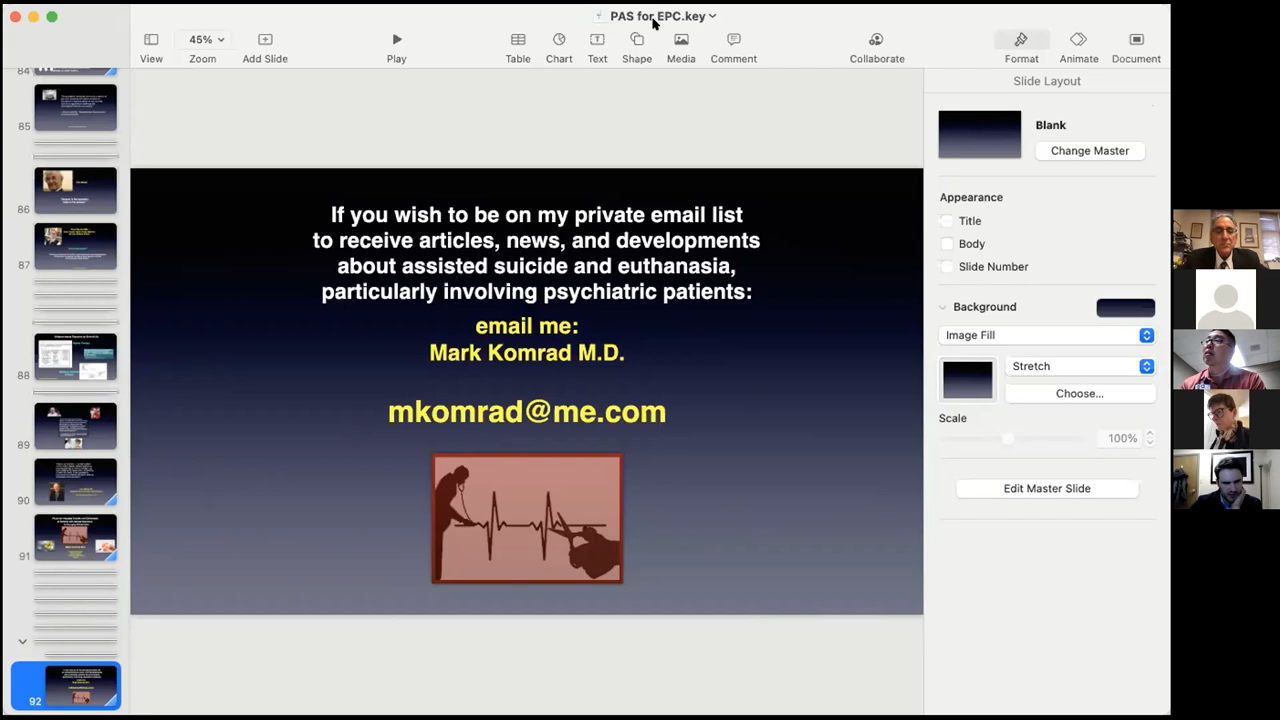 PAS for EPC.key
45%
View
Zoom
Add Slide
Play
Table
Chart
Text
Shape
Media
Comment
Collaborate
Format
Animate
Document
84
85
86
87
88
89
90
91
92
If you wish to be on my private email list
to receive articles, news, and developments
about assisted suicide and euthanasia,
particularly involving psychiatric patients:
email me:
Mark Komrad M.D.
mkomrad@me.com
Slide Layout
Blank
Change Master
Appearance
Title
Body
Slide Number
Background
Image Fill
Stretch
Choose...
Scale
100%
Edit Master Slide